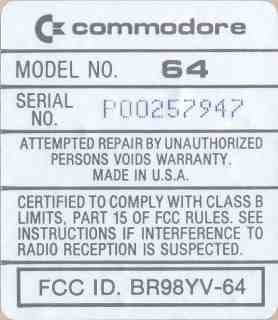 commodore
MODEL NO. 64
SERIAL NO. P00257947
ATTEMPTED REPAIR BY UNAUTHORIZED
PERSONS VOIDS WARRANTY.
MADE IN U.S.A.
CERTIFIED TO COMPLY WITH CLASS B
LIMITS, PART 15 OF FCC RULES. SEE
INSTRUCTIONS IF INTERFERENCE TO
RADIO RECEPTION IS SUSPECTED.
FCC ID. BR98YV-64